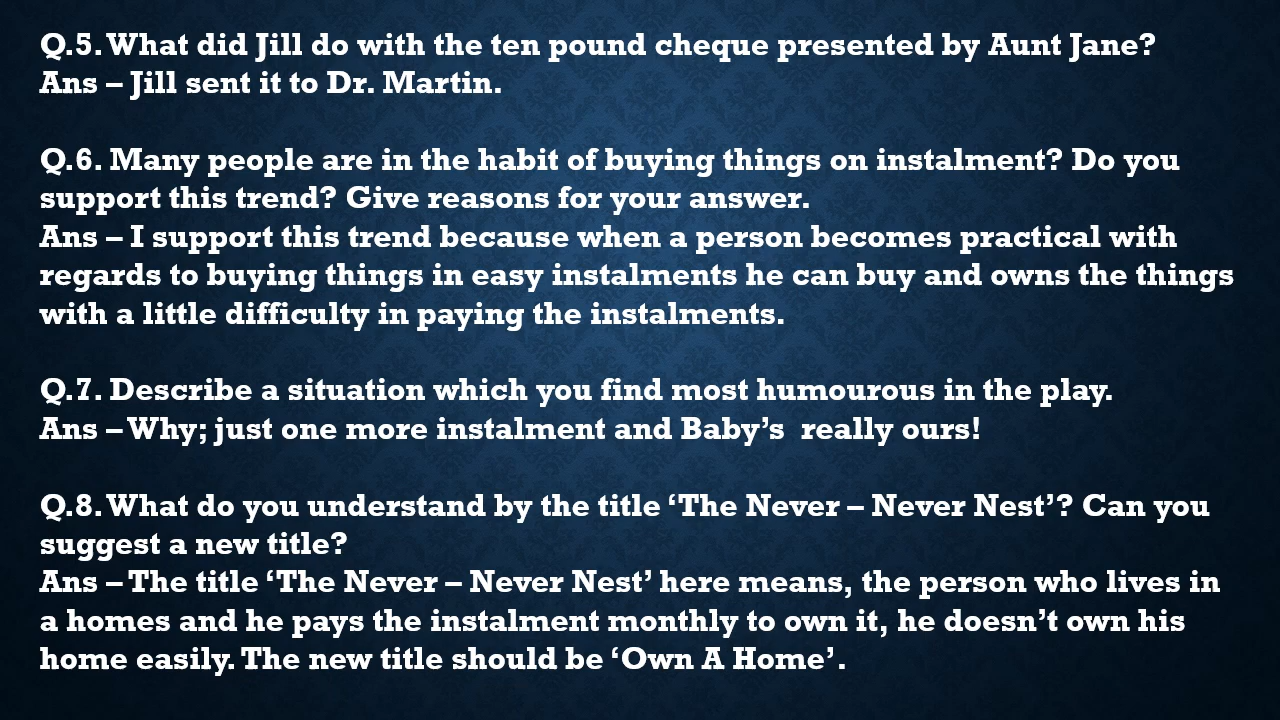 Q.5. What did Jill do with the ten pound cheque presented by Aunt Jane?
Ans – Jill sent it to Dr. Martin.
Q.6. Many people are in the habit of buying things on instalment? Do you
support this trend? Give reasons for your answer.
Ans – I support this trend because when a person becomes practical with
regards to buying things in easy instalments he can buy and owns the things
with a little difficulty in paying the instalments.
Q.7. Describe a situation which you find most humourous in the play.
Ans – Why; just one more instalment and Baby’s  really ours!
Q.8. What do you understand by the title ‘The Never – Never Nest’? Can you
suggest a new title?
Ans – The title ‘The Never – Never Nest’ here means, the person who lives in
a homes and he pays the instalment monthly to own it, he doesn’t own his
home easily. The new title should be ‘Own A Home’.